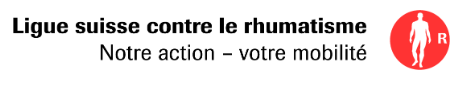 Ligue suisse contre le rhumatisme
Notre action – votre mobilité
R